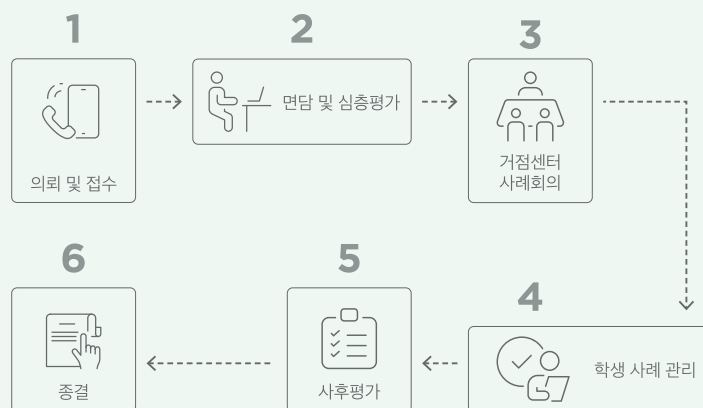 1
의뢰 및 접수
2
면담 및 심층평가
3
거점센터
사례회의
4
학생 사례 관리
5
사후평가
6
종결